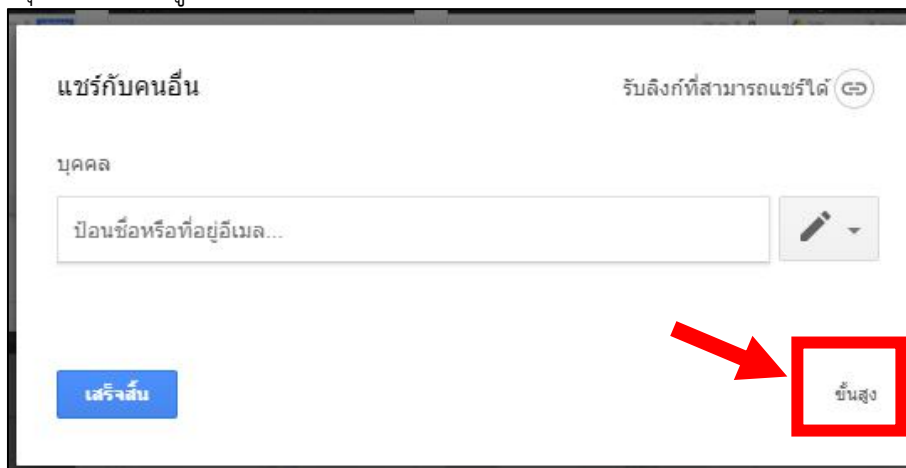 แชร์กับคนอื่น
รับลิงก์ที่สามารถแชร์ได้
บุคคล
ป้อนชื่อหรือที่อยู่อีเมล...
เสร็จสิ้น
ขั้นสูง